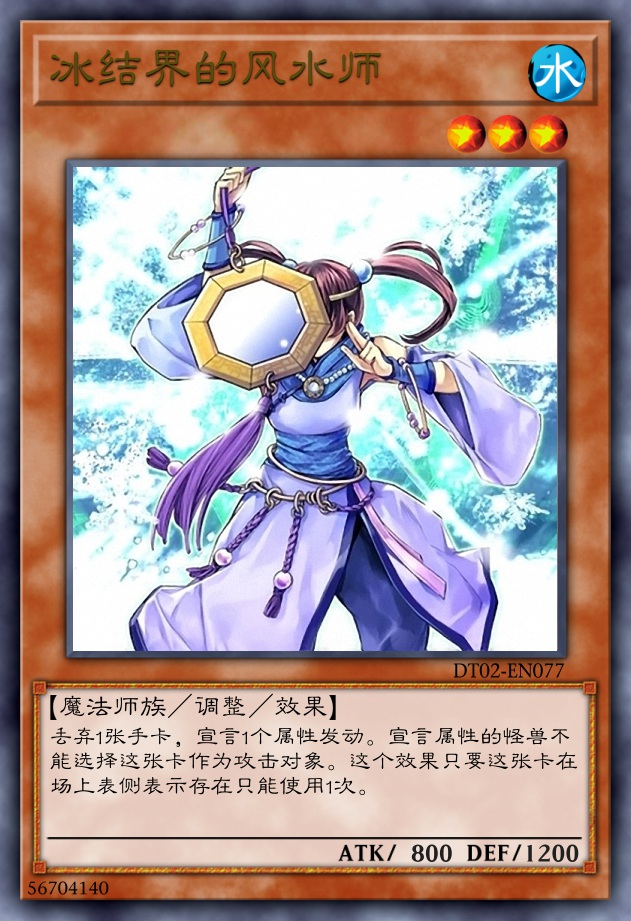 冰结界的风水师
水
DT02-EN077
【魔法师族／调整／效果】
丢弃1张手卡，宣言1个属性发动。宣言属性的怪兽不
能选择这张卡作为攻击对象。这个效果只要这张卡在
场上表侧表示存在只能使用1次。
ATK/ 800 DEF/1200
56704140